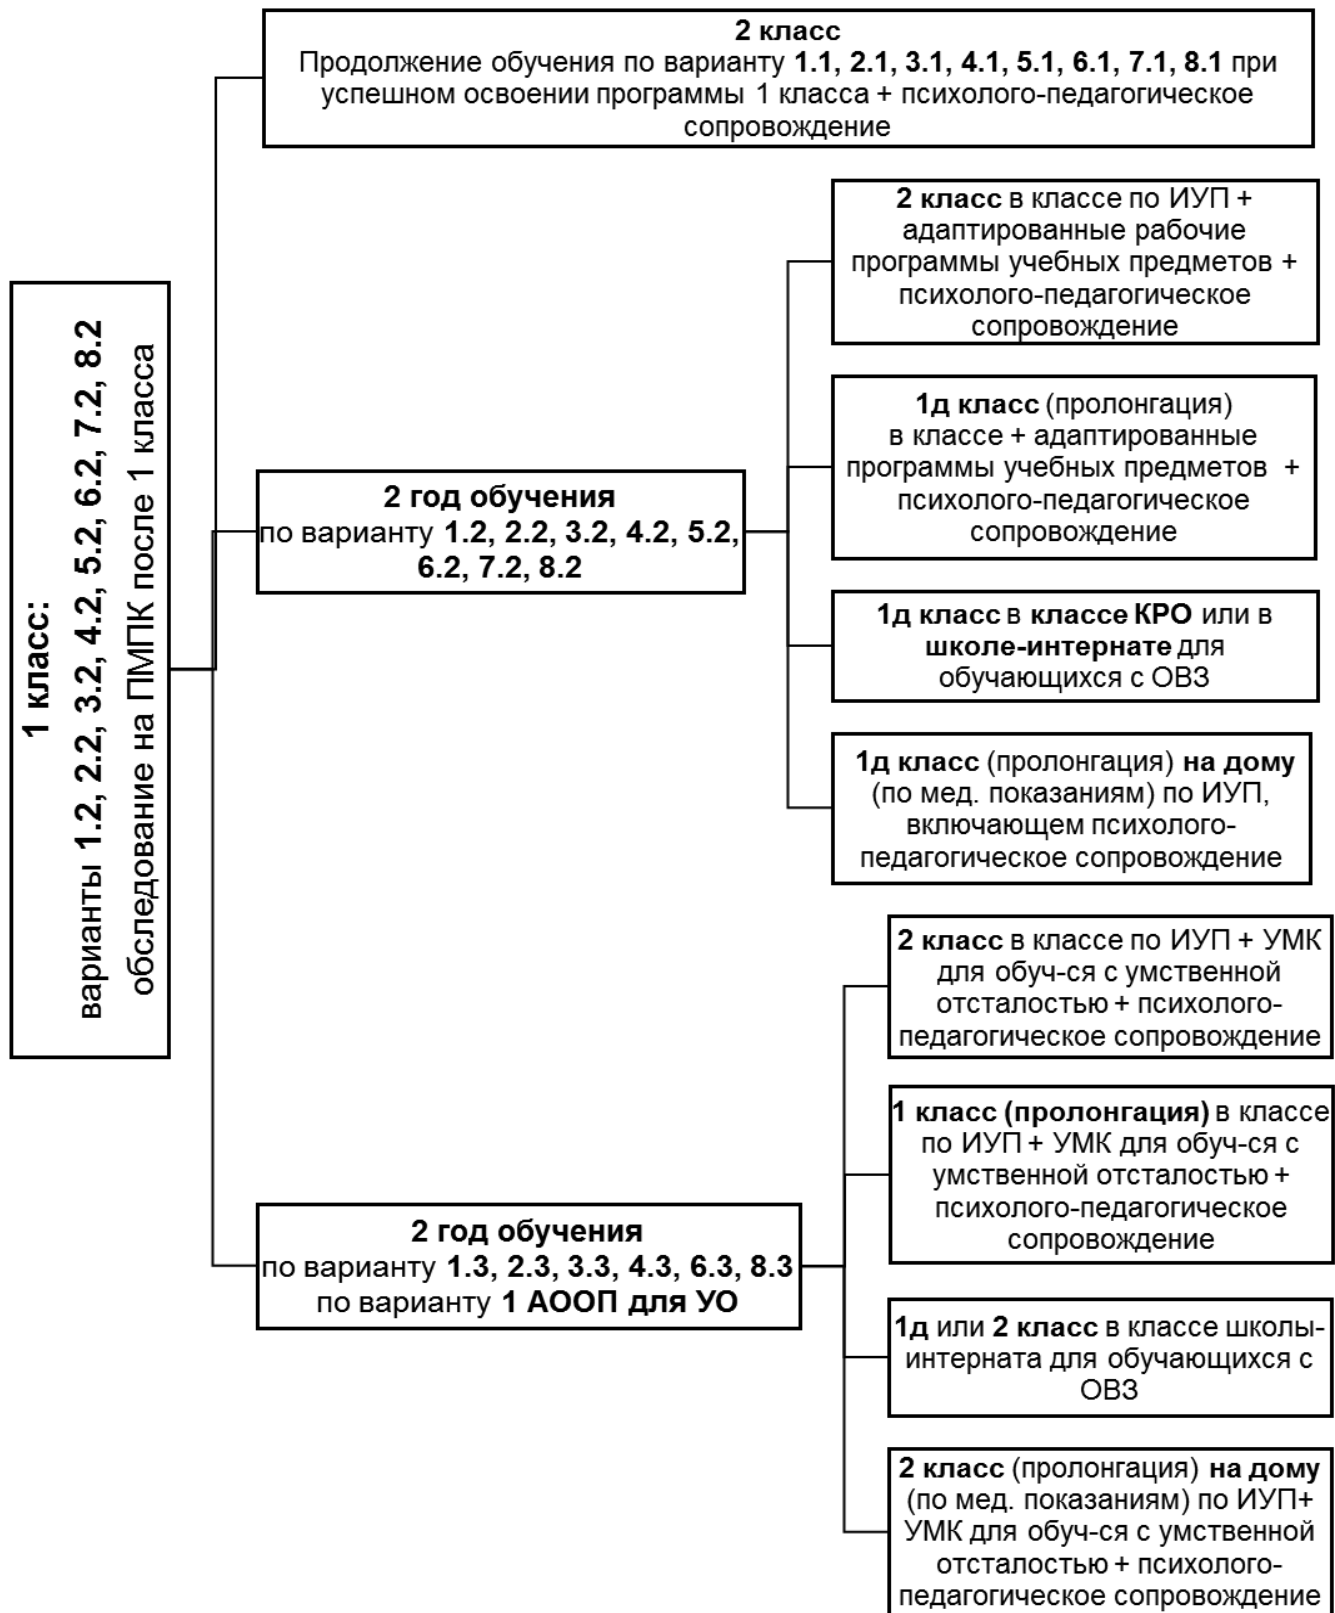 1 класс:
варианты 1.2, 2.2, 3.2, 4.2, 5.2, 6.2, 7.2, 8.2
обследование на ПМПК после 1 класса
2 класс
Продолжение обучения по варианту 1.1, 2.1, 3.1, 4.1, 5.1, 6.1, 7.1, 8.1 при
успешном освоении программы 1 класса + психолого-педагогическое
сопровождение
2 год обучения
по варианту 1.2, 2.2, 3.2, 4.2, 5.2,
6.2, 7.2, 8.2
2 класс в классе по ИУП +
адаптированные рабочие
программы учебных предметов +
психолого-педагогическое
сопровождение
1д класс (пролонгация)
в классе + адаптированные
программы учебных предметов +
психолого-педагогическое
сопровождение
1д класс в классе КРО или в
школе-интернате для
обучающихся с ОВЗ
1д класс (пролонгация) на дому
(по мед. показаниям) по ИУП,
включающем психолого-
педагогическое сопровождение
2 год обучения
по варианту 1.3, 2.3, 3.3, 4.3, 6.3, 8.3
по варианту 1 АООП для УО
2 класс в классе по ИУП + УМК
для обуч-ся с умственной
отсталостью + психолого-
педагогическое сопровождение
1 класс (пролонгация) в классе
по ИУП + УМК для обуч-ся с
умственной отсталостью +
психолого-педагогическое
сопровождение
1д или 2 класс в классе школы-
интерната для обучающихся с
ОВЗ
2 класс (пролонгация) на дому
(по мед. показаниям) по ИУП+
УМК для обуч-ся с умственной
отсталостью + психолого-
педагогическое сопровождение